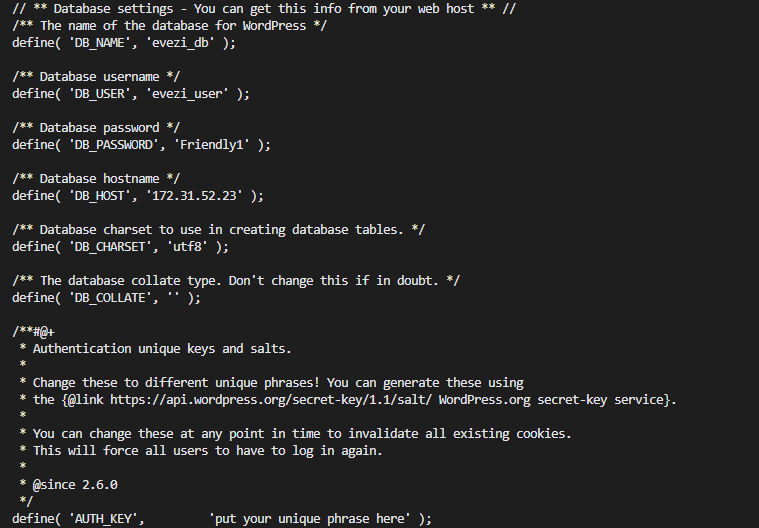 // ** Database settings - You can get this info from your web host ** //
/** The name of the database for WordPress */
define( 'DB_NAME', 'evezi_db' );

/** Database username */
define( 'DB_USER', 'evezi_user' );

/** Database password */
define( 'DB_PASSWORD', 'Friendly1' );

/** Database hostname */
define( 'DB_HOST', '172.31.52.23' );

/** Database charset to use in creating database tables. */
define( 'DB_CHARSET', 'utf8' );

/** The database collate type. Don't change this if in doubt. */
define( 'DB_COLLATE', '' );

/**#@+
 * Authentication unique keys and salts.
 *
 * Change these to different unique phrases! You can generate these using
 * the {@link https://api.wordpress.org/secret-key/1.1/salt/ WordPress.org secret-key service}.
 *
 * You can change these at any point in time to invalidate all existing cookies.
 * This will force all users to have to log in again.
 *
 * @since 2.6.0
 */
define( 'AUTH_KEY',         'put your unique phrase here' );